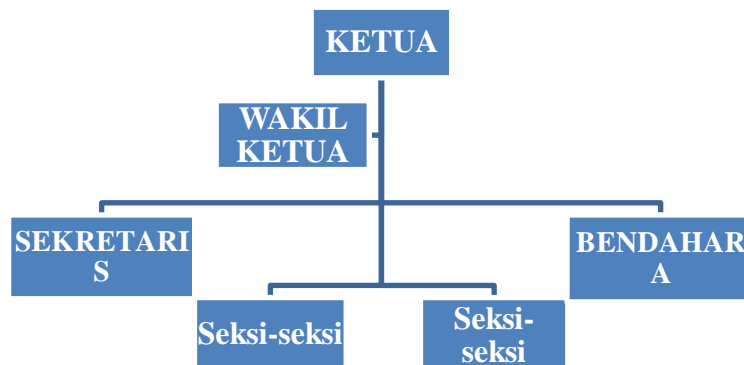 KETUA
WAKIL
KETUA
SEKRETARI
S
BENDAHAR
A
Seksi-seksi
Seksi-
seksi